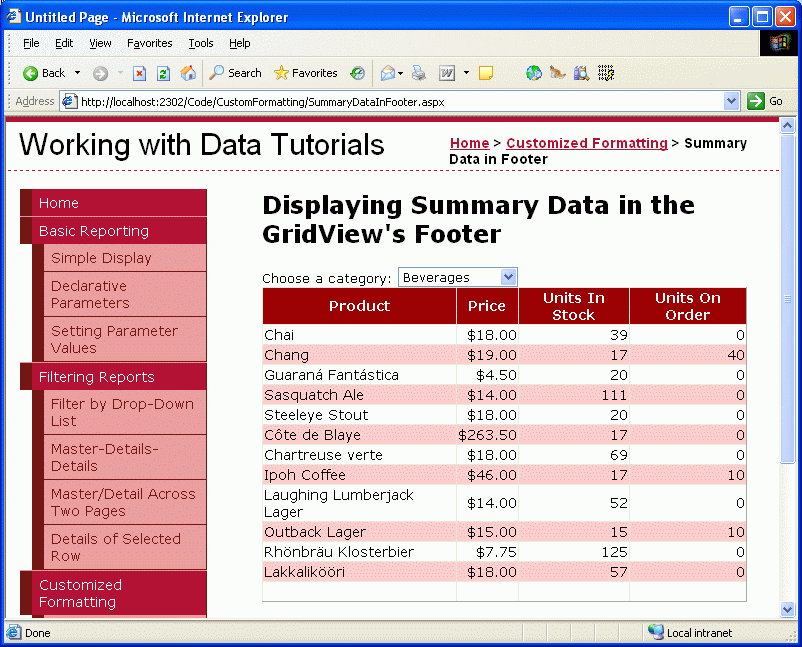 Untitled Page - Microsoft Internet Explorer
File Edit View Favorites Tools Help
Back Search Favorites
Address http://localhost:2302/Code/CustomFormatting/SummaryDataInFooter.aspx Go
Working with Data Tutorials
Home > Customized Formatting > Summary
Data in Footer
Home
Basic Reporting
Simple Display
Declarative
Parameters
Setting Parameter
Values
Filtering Reports
Filter by Drop-Down
List
Master-Details-
Details
Master/Detail Across
Two Pages
Details of Selected
Row
Customized
Formatting
Displaying Summary Data in the
GridView's Footer
Choose a category: Beverages
Product Price Units In Stock Units On Order
Chai $18.00 39 0
Chang $19.00 17 40
Guaraná Fantástica $4.50 20 0
Sasquatch Ale $14.00 111 0
Steeleye Stout $18.00 20 0
Côte de Blaye $263.50 17 0
Chartreuse verte $18.00 69 0
Ipoh Coffee $46.00 17 10
Laughing Lumberjack
Lager $14.00 52 0
Outback Lager $15.00 15 10
Rhönbräu Klosterbier $7.75 125 0
Lakkalikööri $18.00 57 0
Done Local intranet